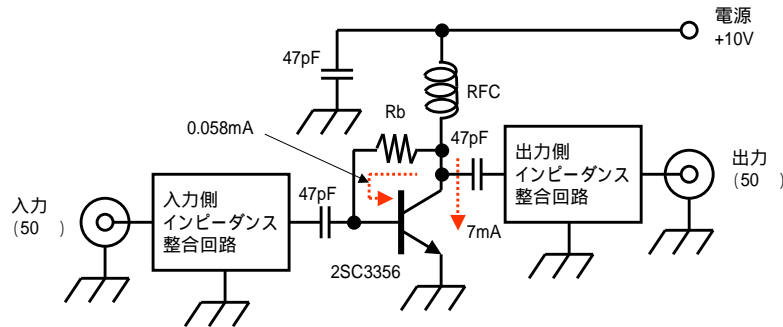 電源
+10V
47pF
RFC
Rb
0.058mA
47pF
出力側
インピーダンス
整合回路
出力
(50　)
47pF
入力側
インピーダンス
整合回路
入力
(50　)
7mA
2SC3356